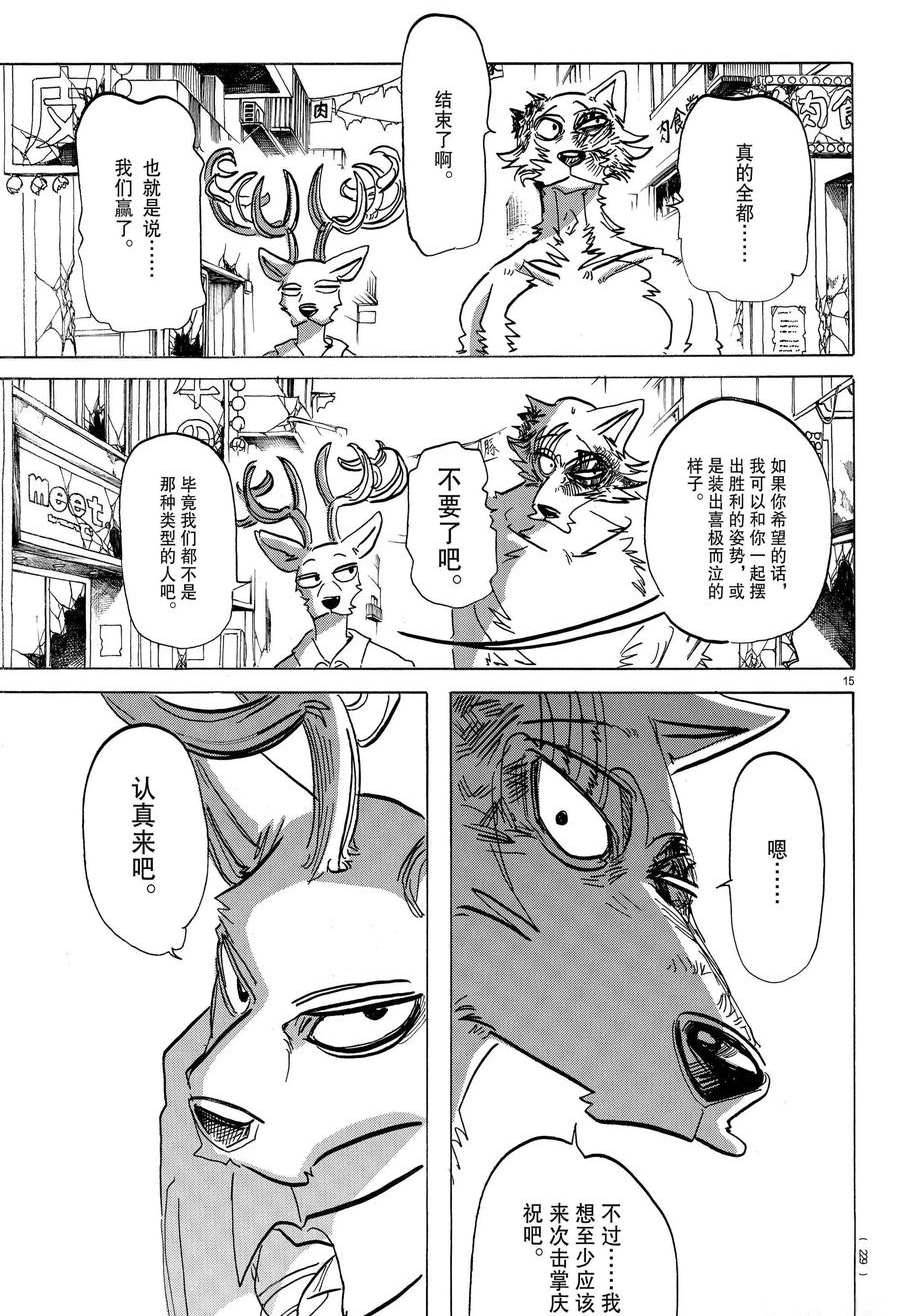 真的全都……
结束了啊。
也就是说……
我们赢了。
肉
肉食
皮
如果你希望的话,
我可以和你一起摆
出胜利的姿势,或
是装出喜极而泣的
样子。
不要了吧。
毕竟我们都不是
那种类型的人吧。
meet.
豚
15
嗯……
不过……我
想至少应该
来次击掌庆
祝吧。
认真来吧。
( 229 )